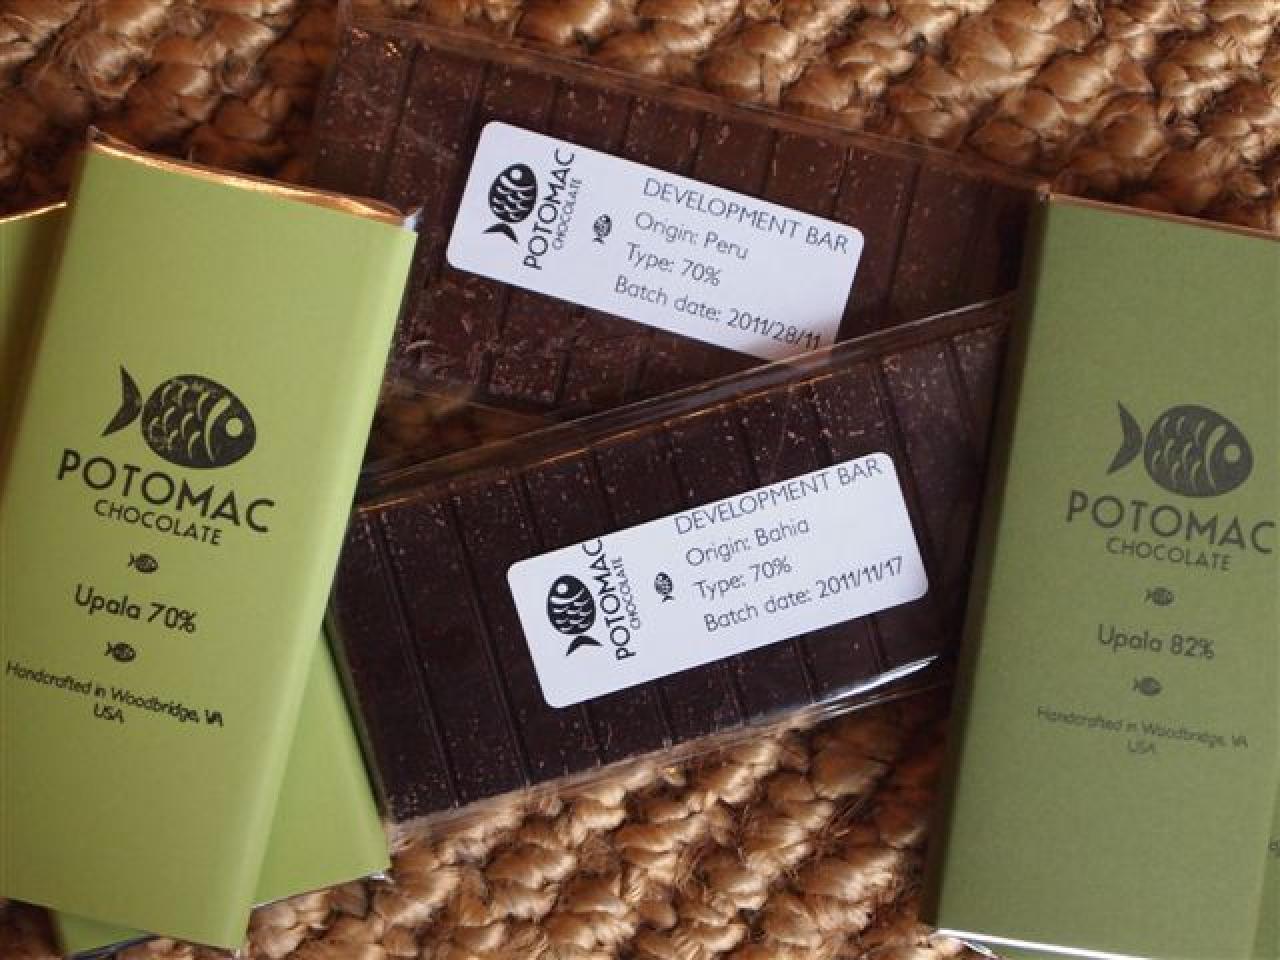 POTOMAC
CHOCOLATE
DEVELOPMENT BAR
Origin: Peru
Type: 70%
Batch date: 2011/28/11
POTOMAC
CHOCOLATE
Upala 70%
Handcrafted in Woodbridge, VA
USA
POTOMAC
CHOCOLATE
DEVELOPMENT BAR
Origin: Bahia
Type: 70%
Batch date: 2011/11/17
POTOMAC
CHOCOLATE
Upala 82%
Handcrafted in Woodbridge, VA
USA